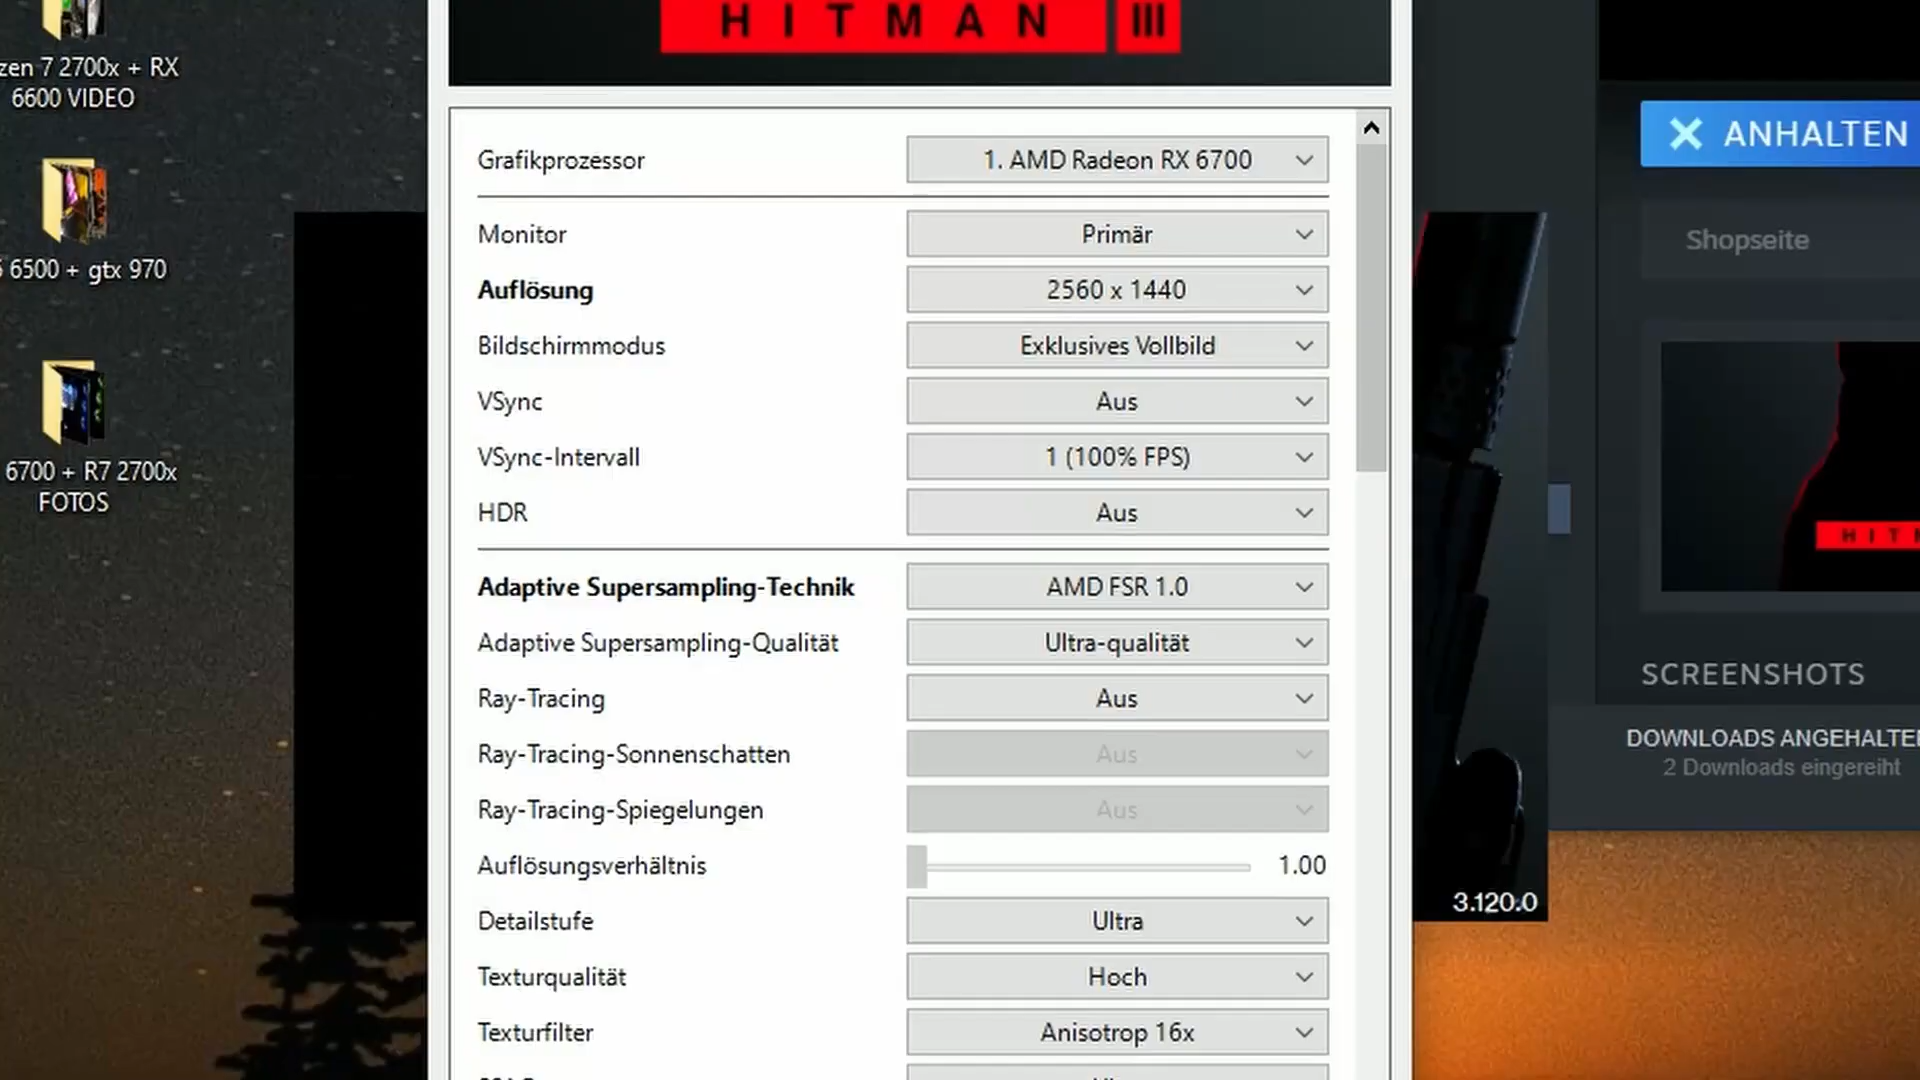 zen 7 2700x + RX
6600 VIDEO
6500 + gtx 970
6700 + R7 2700x
FOTOS
HITMAN III
Grafikprozessor
1. AMD Radeon RX 6700
Monitor
Primär
Auflösung
2560 x 1440
Bildschirmmodus
Exklusives Vollbild
VSync
Aus
VSync-Intervall
1 (100% FPS)
HDR
Aus
Adaptive Supersampling-Technik
AMD FSR 1.0
Adaptive Supersampling-Qualität
Ultra-qualität
Ray-Tracing
Aus
Ray-Tracing-Sonnenschatten
Aus
Ray-Tracing-Spiegelungen
Aus
Auflösungsverhältnis
1.00
Detailstufe
Ultra
Texturqualität
Hoch
Texturfilter
Anisotrop 16x
3.120.0
ANHALTEN
Shopseite
HIT
SCREENSHOTS
DOWNLOADS ANGEHALTE
2 Downloads eingereiht